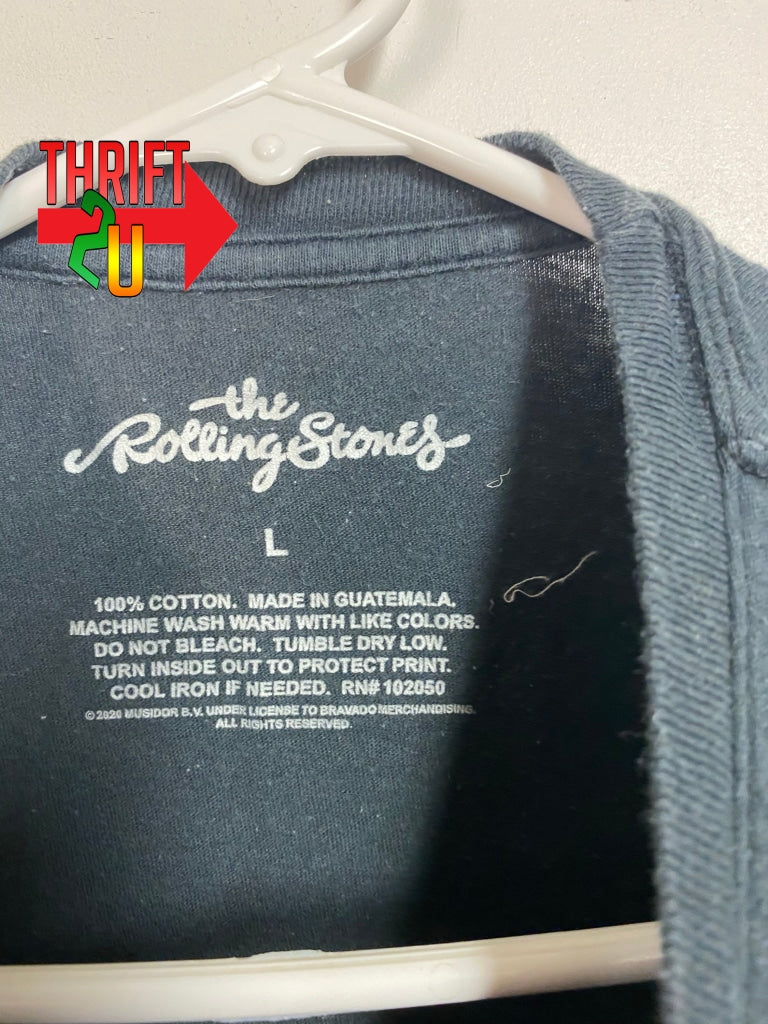 THRIFT
2U
the
Rolling Stones
L
100% COTTON. MADE IN GUATEMALA.
MACHINE WASH WARM WITH LIKE COLORS.
DO NOT BLEACH. TUMBLE DRY LOW.
TURN INSIDE OUT TO PROTECT PRINT.
COOL IRON IF NEEDED. RN# 102050
© 2020 MUSIDOR B.V. UNDER LICENSE TO BRAVADO MERCHANDISING.
ALL RIGHTS RESERVED.